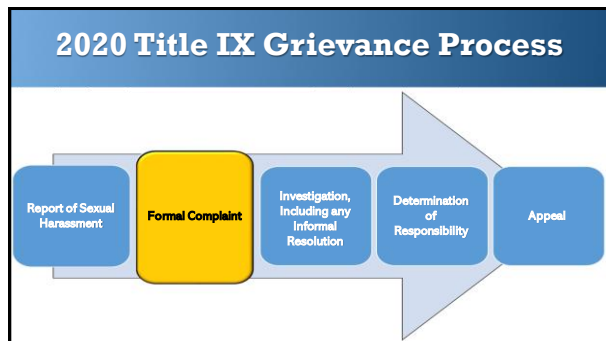 2020 Title IX Grievance Process
Report of Sexual
Harassment
Formal Complaint
Investigation,
Including any
Informal
Resolution
Determination
of
Responsibility
Appeal